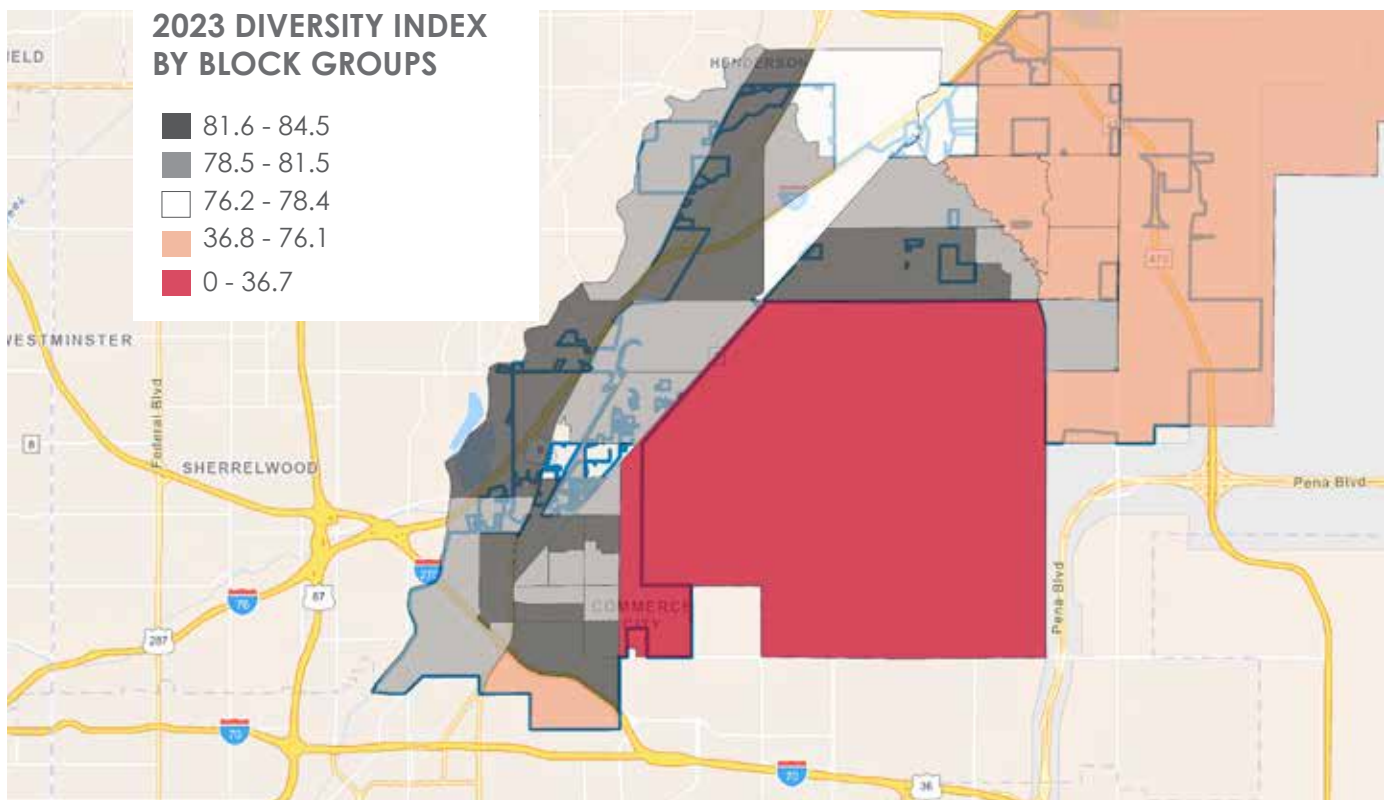 2023 DIVERSITY INDEX
BY BLOCK GROUPS
81.6 - 84.5
78.5 - 81.5
76.2 - 78.4
36.8 - 76.1
0 - 36.7
HENDERSON
470
WESTMINSTER
Federal Blvd
8
SHERRELWOOD
Pena Blvd
Pena Blvd
76
87
COMMERCE
CITY
287
70
70
36